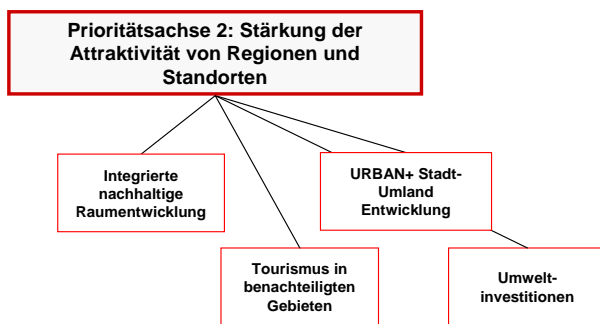 Prioritätsachse 2: Stärkung der
Attraktivität von Regionen und
Standorten
Integrierte
nachhaltige
Raumentwicklung
URBAN+ Stadt-
Umland
Entwicklung
Tourismus in
benachteiligten
Gebieten
Umwelt-
investitionen